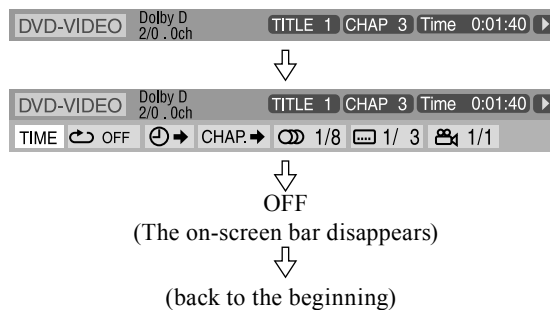 DVD-VIDEO Dolby D TITLE 1 CHAP 3 Time 0:01:40
2/0 . 0ch
DVD-VIDEO Dolby D TITLE 1 CHAP 3 Time 0:01:40
2/0 . 0ch
TIME OFF CHAP. 1/8 1/ 3 1/1
OFF
(The on-screen bar disappears)
(back to the beginning)